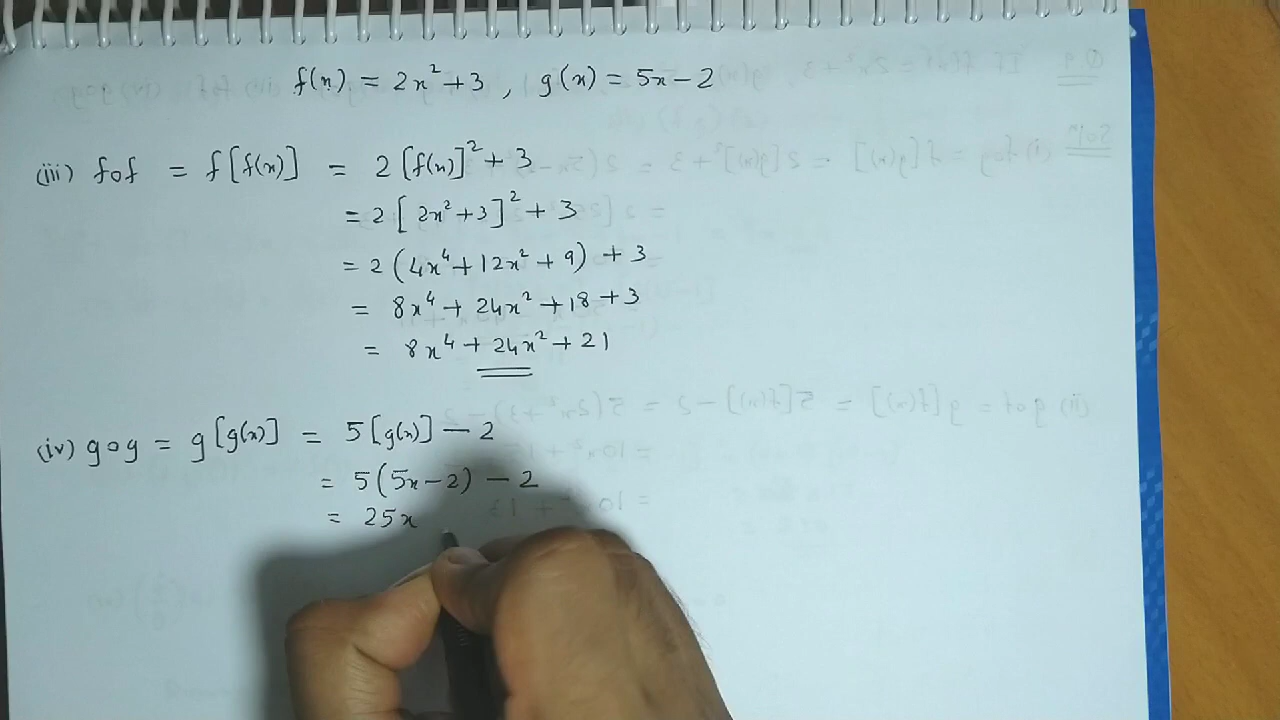 f(x) = 2x² + 3 , g(x) = 5x − 2
(iii) fof = f[f(x)] = 2[f(x)]² + 3
= 2[2x² + 3]² + 3
= 2(4x⁴ + 12x² + 9) + 3
= 8x⁴ + 24x² + 18 + 3
= 8x⁴ + 24x² + 21
(iv) gog = g[g(x)] = 5[g(x)] − 2
= 5(5x − 2) − 2
= 25x